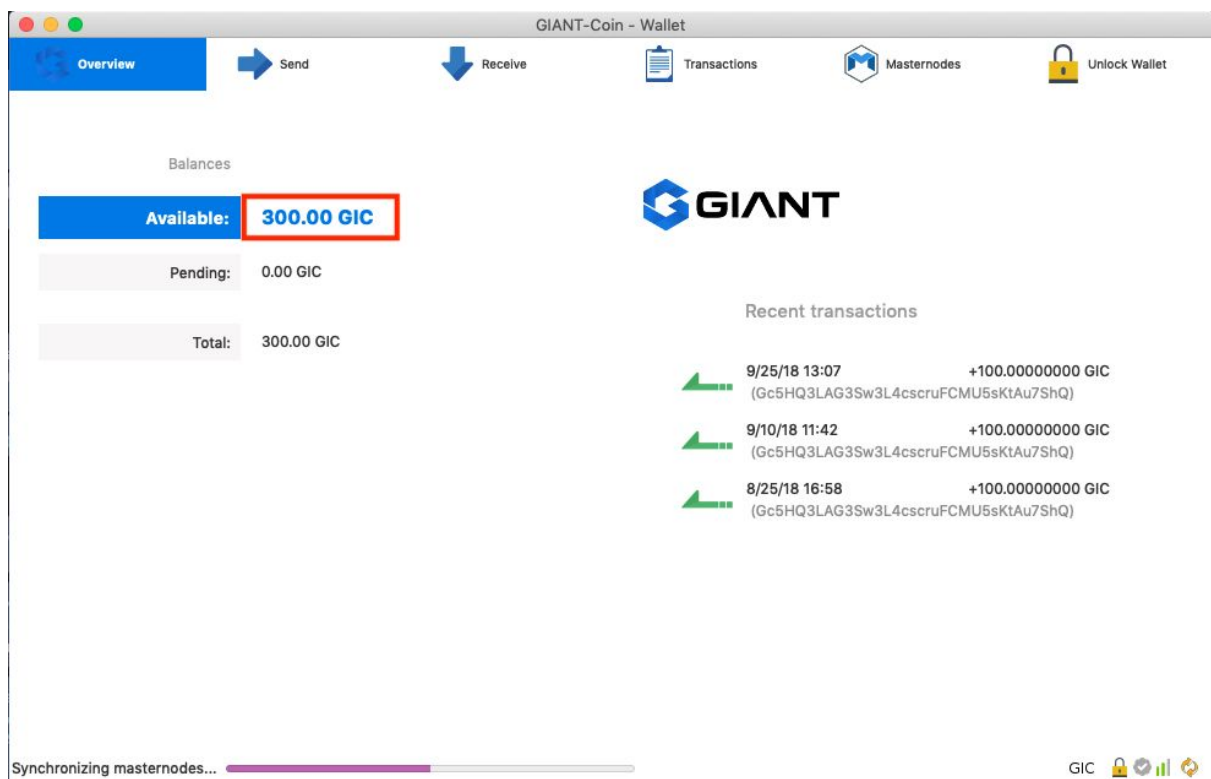 GIANT-Coin - Wallet
Overview
Send
Receive
Transactions
Masternodes
Unlock Wallet
Balances
Available: 300.00 GIC
Pending: 0.00 GIC
Total: 300.00 GIC
GIANT
Recent transactions
9/25/18 13:07 +100.00000000 GIC
(Gc5HQ3LAG3Sw3L4cscruFCMU5sKtAu7ShQ)
9/10/18 11:42 +100.00000000 GIC
(Gc5HQ3LAG3Sw3L4cscruFCMU5sKtAu7ShQ)
8/25/18 16:58 +100.00000000 GIC
(Gc5HQ3LAG3Sw3L4cscruFCMU5sKtAu7ShQ)
Synchronizing masternodes...
GIC